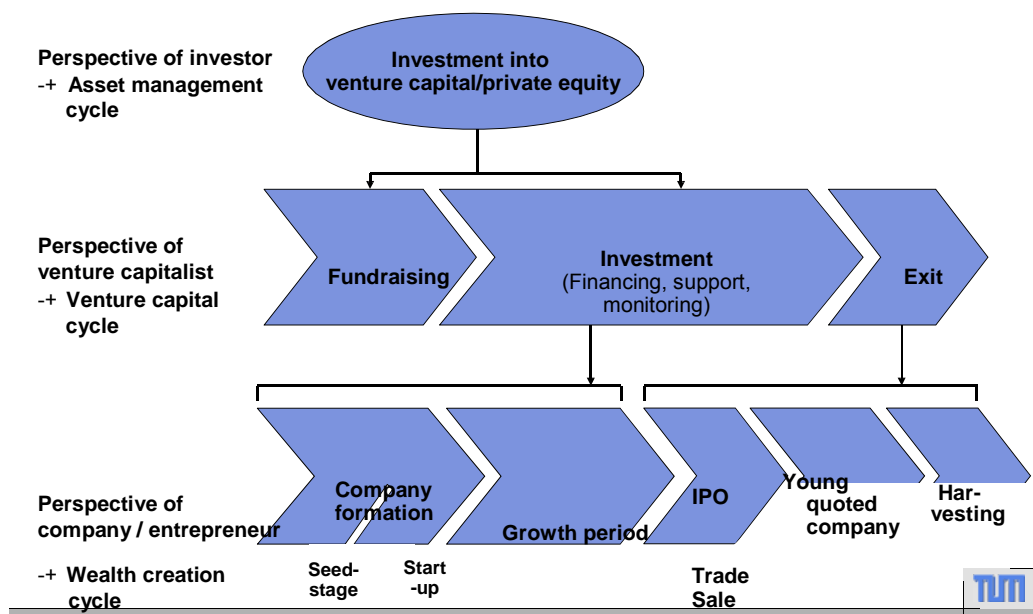 Perspective of investor
-+ Asset management
cycle
Investment into
venture capital/private equity
Perspective of
venture capitalist
-+ Venture capital
cycle
Fundraising
Investment
(Financing, support,
monitoring)
Exit
Perspective of
company / entrepreneur
-+ Wealth creation
cycle
Company
formation
Growth period
IPO
Young
quoted
company
Har-
vesting
Seed-
stage
Start
-up
Trade
Sale
TUM